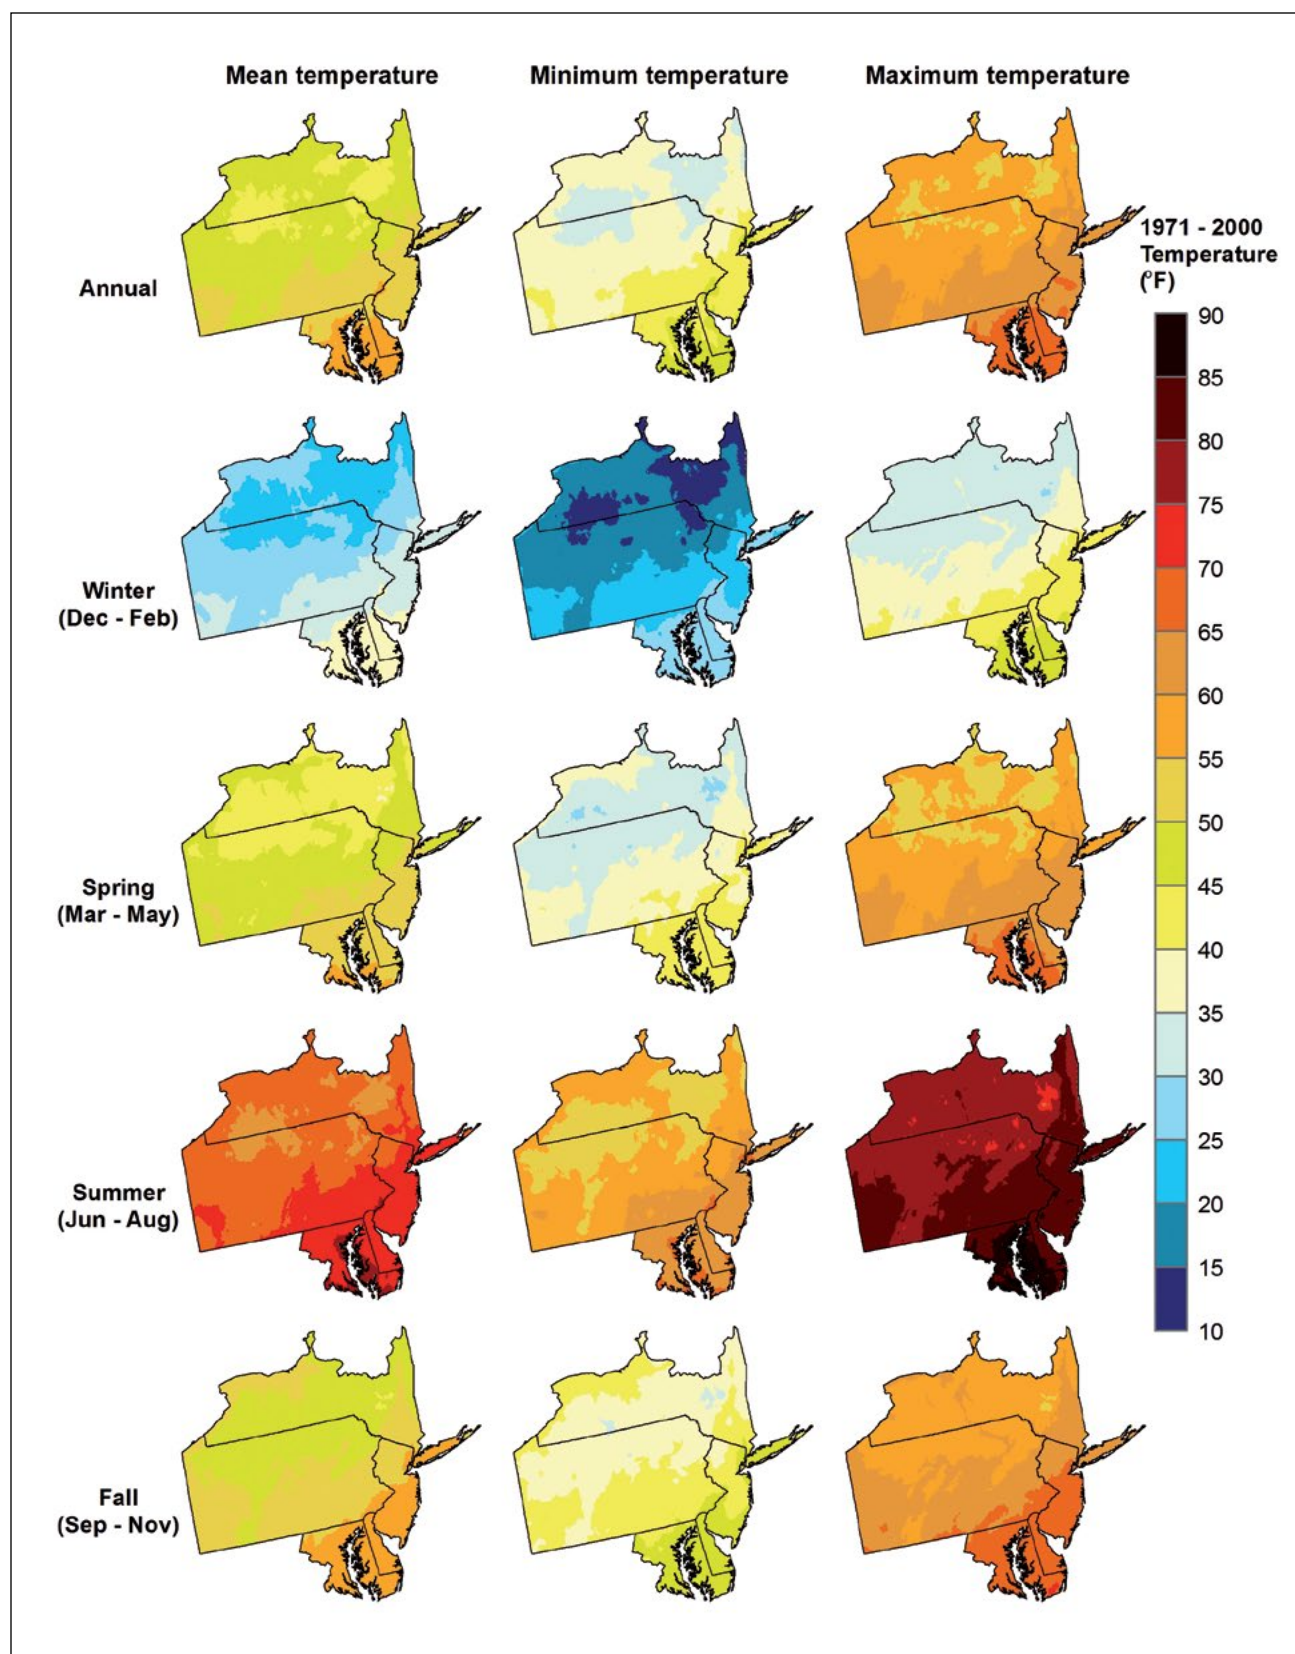 Mean temperature
Minimum temperature
Maximum temperature
1971 - 2000
Temperature
(°F)
Annual
90
85
80
75
70
65
60
55
50
45
40
35
30
25
20
15
10
Winter
(Dec - Feb)
Spring
(Mar - May)
Summer
(Jun - Aug)
Fall
(Sep - Nov)